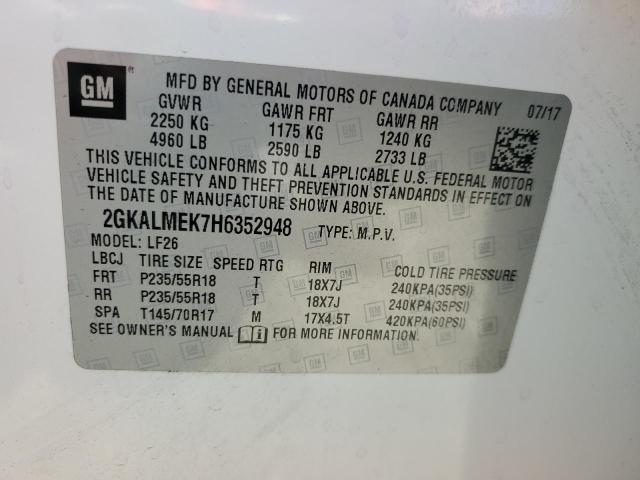 GM
MFD BY GENERAL MOTORS OF CANADA COMPANY 07/17
GVWR GAWR FRT GAWR RR
2250 KG 1175 KG 1240 KG
4960 LB 2590 LB 2733 LB
THIS VEHICLE CONFORMS TO ALL APPLICABLE U.S. FEDERAL MOTOR
VEHICLE SAFETY AND THEFT PREVENTION STANDARDS IN EFFECT ON
THE DATE OF MANUFACTURE SHOWN ABOVE.
2GKALMEK7H6352948 TYPE: M.P.V.
MODEL: LF26
LBCJ TIRE SIZE SPEED RTG RIM COLD TIRE PRESSURE
FRT P235/55R18 T 18X7J 240KPA(35PSI)
RR P235/55R18 T 18X7J 240KPA(35PSI)
SPA T145/70R17 M 17X4.5T 420KPA(60PSI)
SEE OWNER'S MANUAL FOR MORE INFORMATION.